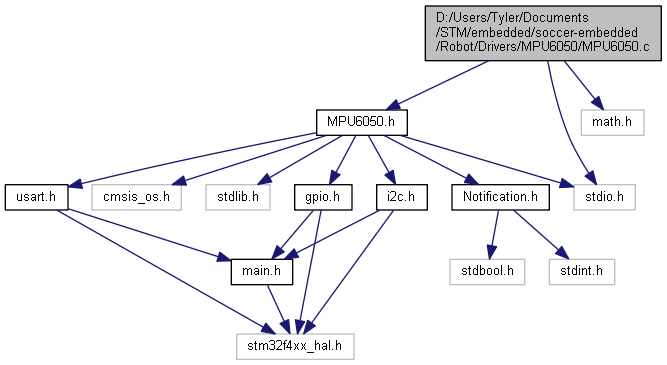 D:/Users/Tyler/Documents
/STM/embedded/soccer-embedded
/Robot/Drivers/MPU6050/MPU6050.c
MPU6050.h
math.h
usart.h
cmsis_os.h
stdlib.h
gpio.h
i2c.h
Notification.h
stdio.h
main.h
stdbool.h
stdint.h
stm32f4xx_hal.h